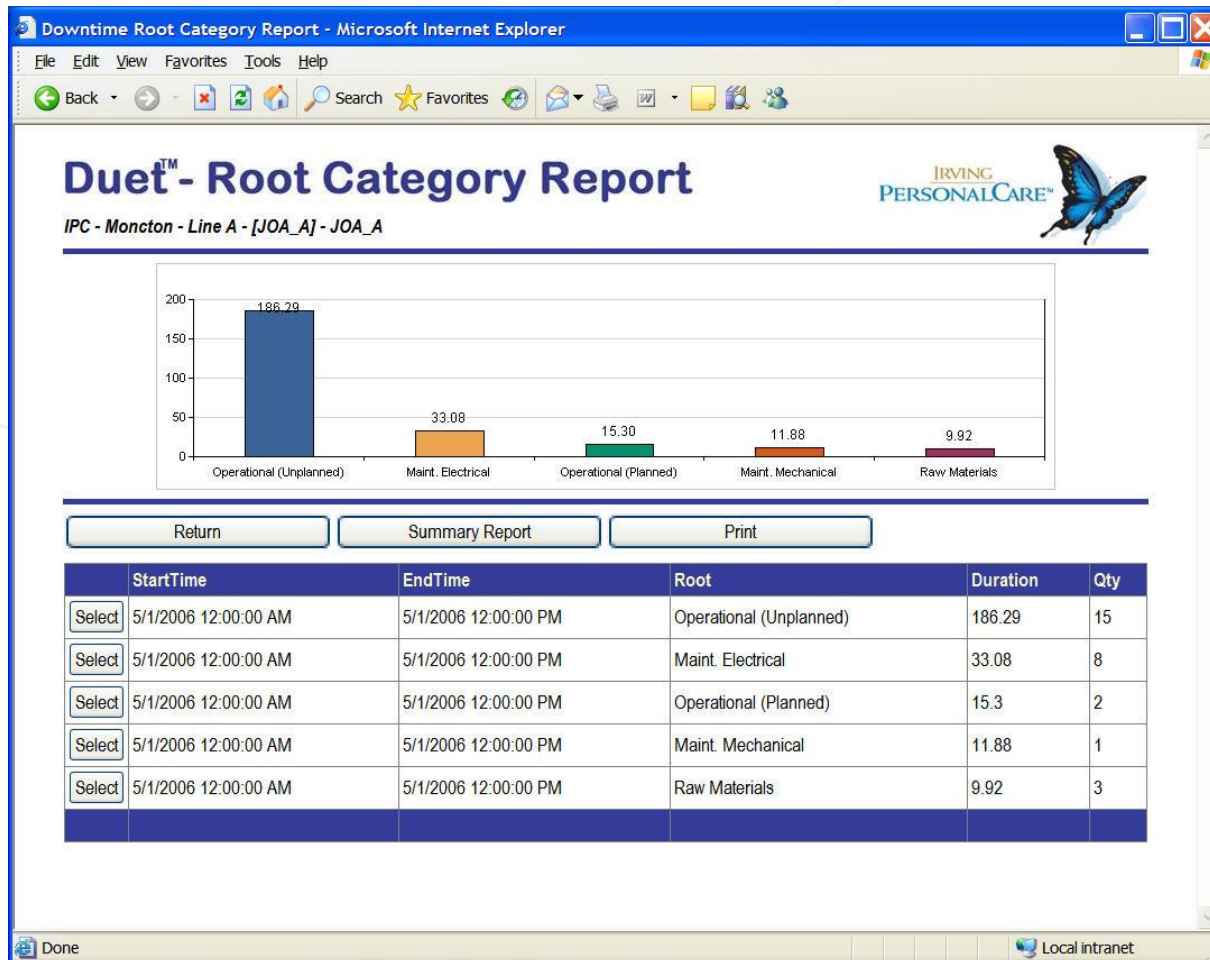 Downtime Root Category Report - Microsoft Internet Explorer
File Edit View Favorites Tools Help
Back Search Favorites
Duet™- Root Category Report
IRVING
PERSONALCARE™
IPC - Moncton - Line A - [JOA_A] - JOA_A
200
150
100
50
0
186.29
33.08
15.30
11.88
9.92
Operational (Unplanned) Maint. Electrical Operational (Planned) Maint. Mechanical Raw Materials
Return Summary Report Print
StartTime EndTime Root Duration Qty
Select 5/1/2006 12:00:00 AM 5/1/2006 12:00:00 PM Operational (Unplanned) 186.29 15
Select 5/1/2006 12:00:00 AM 5/1/2006 12:00:00 PM Maint. Electrical 33.08 8
Select 5/1/2006 12:00:00 AM 5/1/2006 12:00:00 PM Operational (Planned) 15.3 2
Select 5/1/2006 12:00:00 AM 5/1/2006 12:00:00 PM Maint. Mechanical 11.88 1
Select 5/1/2006 12:00:00 AM 5/1/2006 12:00:00 PM Raw Materials 9.92 3
Done Local intranet